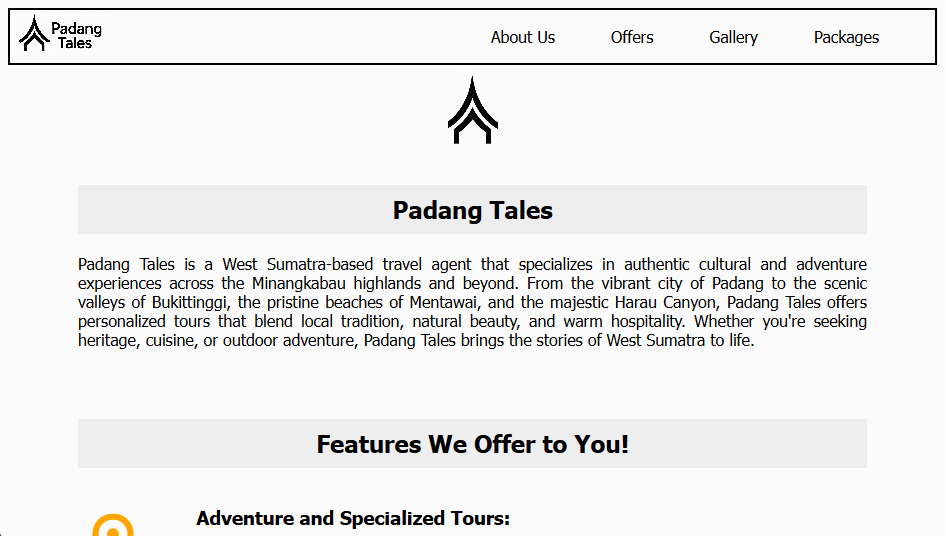 Padang
Tales
About Us
Offers
Gallery
Packages
Padang Tales
Padang Tales is a West Sumatra-based travel agent that specializes in authentic cultural and adventure
experiences across the Minangkabau highlands and beyond. From the vibrant city of Padang to the scenic
valleys of Bukittinggi, the pristine beaches of Mentawai, and the majestic Harau Canyon, Padang Tales offers
personalized tours that blend local tradition, natural beauty, and warm hospitality. Whether you're seeking
heritage, cuisine, or outdoor adventure, Padang Tales brings the stories of West Sumatra to life.
Features We Offer to You!
Adventure and Specialized Tours: